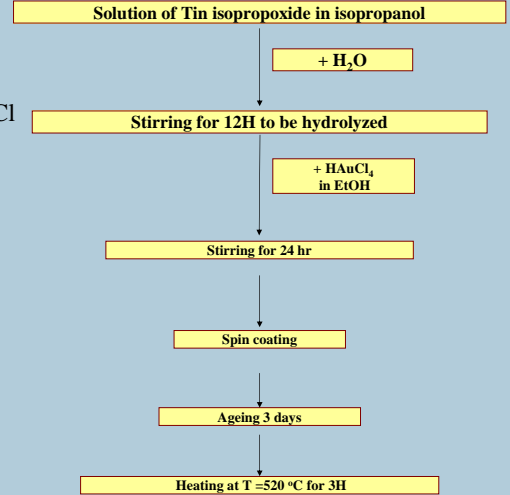 Solution of Tin isopropoxide in isopropanol
+ H₂O
Cl
Stirring for 12H to be hydrolyzed
+ HAuCl₄
in EtOH
Stirring for 24 hr
Spin coating
Ageing 3 days
Heating at T =520 °C for 3H